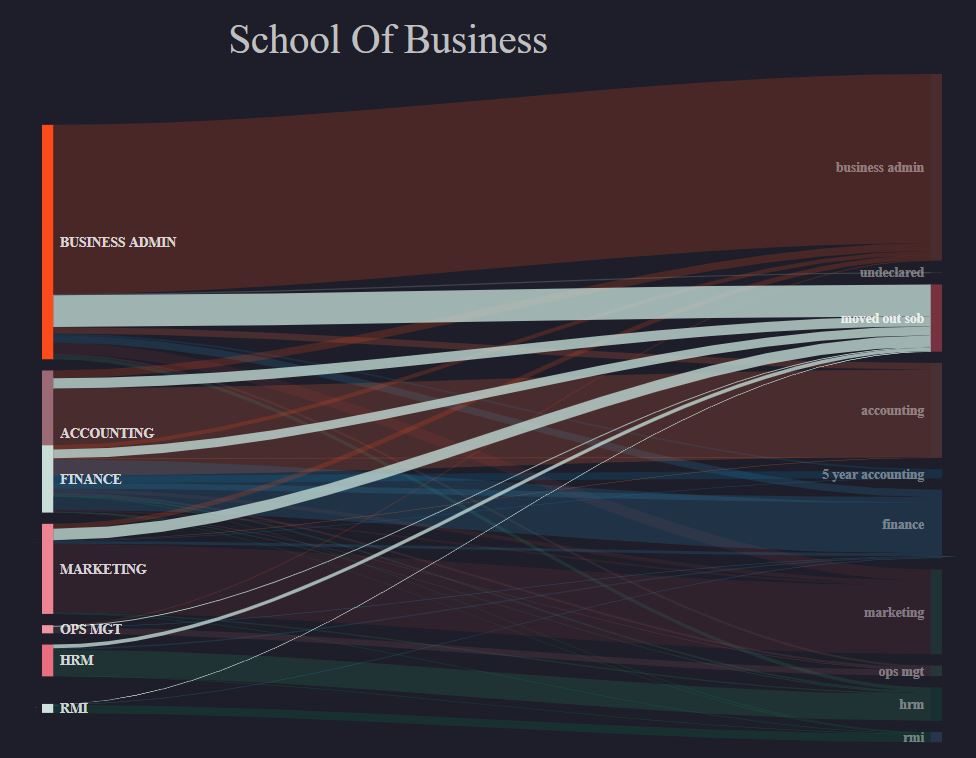 School Of Business
BUSINESS ADMIN
ACCOUNTING
FINANCE
MARKETING
OPS MGT
HRM
RMI
business admin
undeclared
moved out sob
accounting
5 year accounting
finance
marketing
ops mgt
hrm
rmi